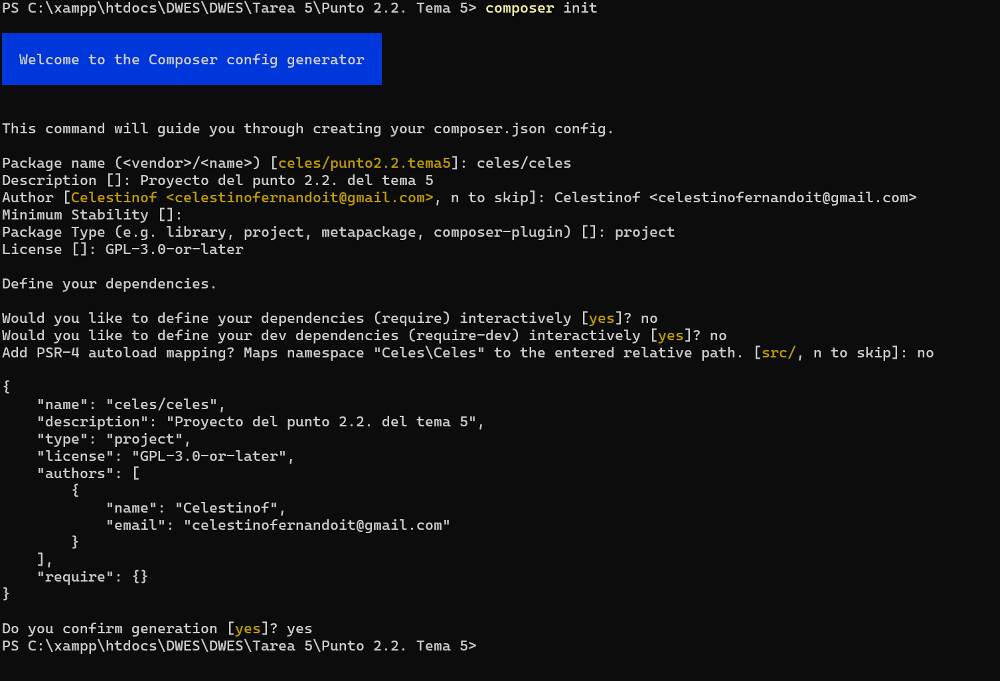 PS C:\xampp\htdocs\DWES\DWES\Tarea 5\Punto 2.2. Tema 5> composer init
Welcome to the Composer config generator
This command will guide you through creating your composer.json config.
Package name (<vendor>/<name>) [celes/punto2.2.tema5]: celes/celes
Description []: Proyecto del punto 2.2. del tema 5
Author [Celestinof <celestinofernandoit@gmail.com>, n to skip]: Celestinof <celestinofernandoit@gmail.com>
Minimum Stability []:
Package Type (e.g. library, project, metapackage, composer-plugin) []: project
License []: GPL-3.0-or-later
Define your dependencies.
Would you like to define your dependencies (require) interactively [yes]? no
Would you like to define your dev dependencies (require-dev) interactively [yes]? no
Add PSR-4 autoload mapping? Maps namespace "Celes\Celes" to the entered relative path. [src/, n to skip]: no
{
    "name": "celes/celes",
    "description": "Proyecto del punto 2.2. del tema 5",
    "type": "project",
    "license": "GPL-3.0-or-later",
    "authors": [
        {
            "name": "Celestinof",
            "email": "celestinofernandoit@gmail.com"
        }
    ],
    "require": {}
}
Do you confirm generation [yes]? yes
PS C:\xampp\htdocs\DWES\DWES\Tarea 5\Punto 2.2. Tema 5>